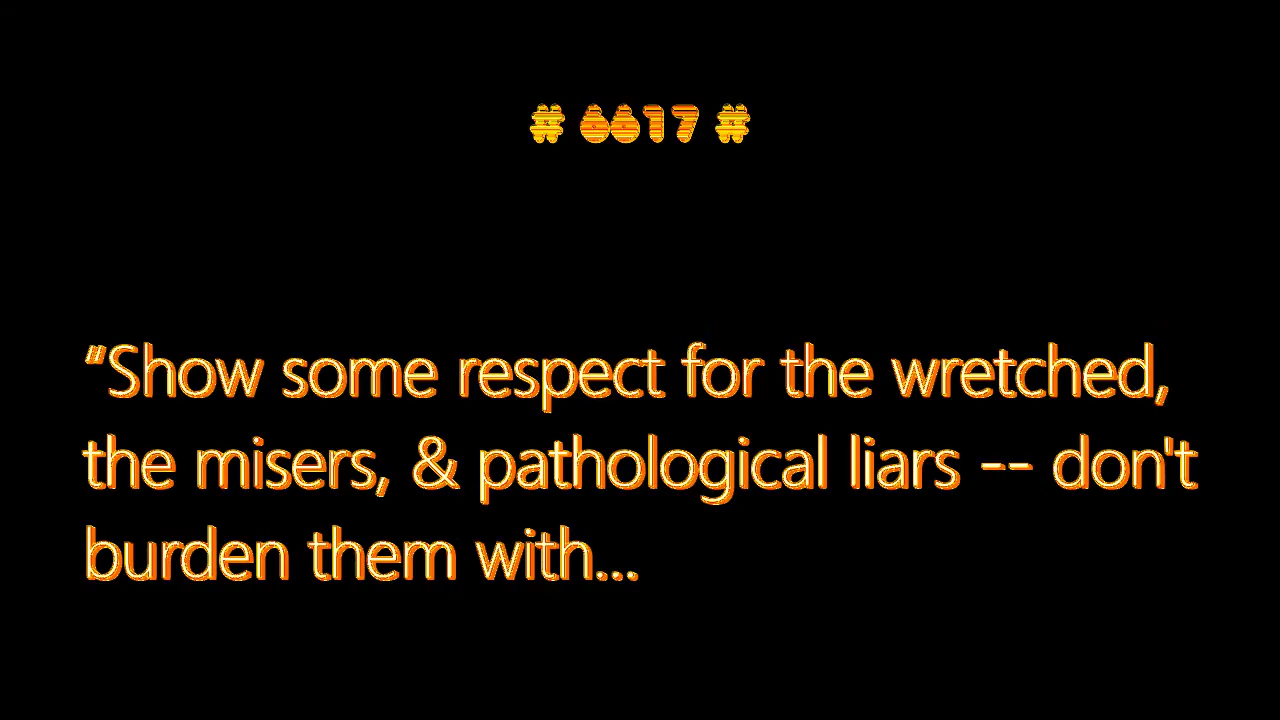 # 6617 #
“Show some respect for the wretched,
the misers, & pathological liars -- don't
burden them with...